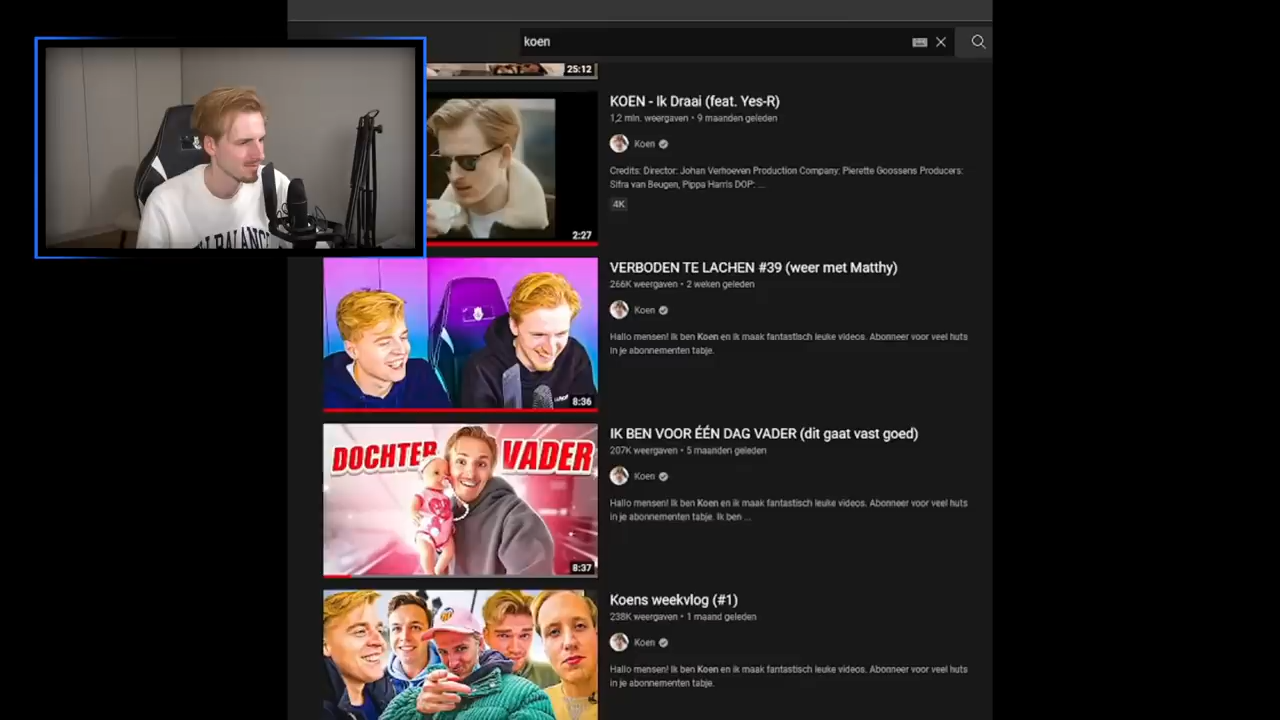 koen
25:12
KOEN - Ik Draai (feat. Yes-R)
1,2 mln. weergaven • 9 maanden geleden
Koen
Credits: Director: Johan Verhoeven Production Company: Pierette Goossens Producers:
Sifra van Beugen, Pippa Harris DOP: ...
4K
2:27
VERBODEN TE LACHEN #39 (weer met Matthy)
266K weergaven • 2 weken geleden
Koen
Hallo mensen! Ik ben Koen en ik maak fantastisch leuke videos. Abonneer voor veel huts
in je abonnementen tabje.
8:36
IK BEN VOOR ÉÉN DAG VADER (dit gaat vast goed)
207K weergaven • 5 maanden geleden
Koen
Hallo mensen! Ik ben Koen en ik maak fantastisch leuke videos. Abonneer voor veel huts
in je abonnementen tabje. Ik ben ...
DOCHTER VADER
8:37
Koens weekvlog (#1)
238K weergaven • 1 maand geleden
Koen
Hallo mensen! Ik ben Koen en ik maak fantastisch leuke videos. Abonneer voor veel huts
in je abonnementen tabje.